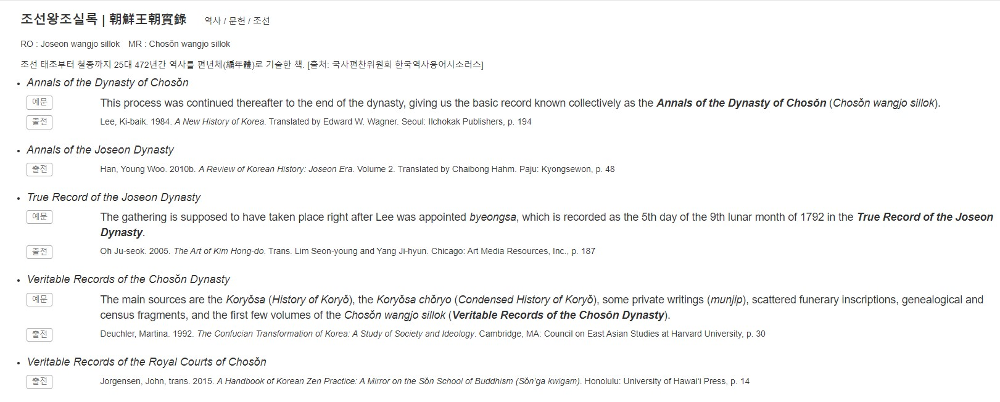 조선왕조실록 | 朝鮮王朝實錄 역사 / 문헌 / 조선
RO : Joseon wangjo sillok MR : Chosŏn wangjo sillok
조선 태조부터 철종까지 25대 472년간 역사를 편년체(編年體)로 기술한 책. [출처: 국사편찬위원회 한국역사용어시소러스]
• Annals of the Dynasty of Chosŏn
예문 This process was continued thereafter to the end of the dynasty, giving us the basic record known collectively as the Annals of the Dynasty of Chosŏn (Chosŏn wangjo sillok).
출전 Lee, Ki-baik. 1984. A New History of Korea. Translated by Edward W. Wagner. Seoul: Ilchokak Publishers, p. 194
• Annals of the Joseon Dynasty
출전 Han, Young Woo. 2010b. A Review of Korean History: Joseon Era. Volume 2. Translated by Chaibong Hahm. Paju: Kyongsewon, p. 48
• True Record of the Joseon Dynasty
예문 The gathering is supposed to have taken place right after Lee was appointed byeongsa, which is recorded as the 5th day of the 9th lunar month of 1792 in the True Record of the Joseon
Dynasty.
출전 Oh Ju-seok. 2005. The Art of Kim Hong-do. Trans. Lim Seon-young and Yang Ji-hyun. Chicago: Art Media Resources, Inc., p. 187
• Veritable Records of the Chosŏn Dynasty
예문 The main sources are the Koryŏsa (History of Koryŏ), the Koryŏsa chŏryo (Condensed History of Koryŏ), some private writings (munjip), scattered funerary inscriptions, genealogical and
census fragments, and the first few volumes of the Chosŏn wangjo sillok (Veritable Records of the Chosŏn Dynasty).
출전 Deuchler, Martina. 1992. The Confucian Transformation of Korea: A Study of Society and Ideology. Cambridge, MA: Council on East Asian Studies at Harvard University, p. 30
• Veritable Records of the Royal Courts of Chosŏn
출전 Jorgensen, John, trans. 2015. A Handbook of Korean Zen Practice: A Mirror on the Sŏn School of Buddhism (Sŏn'ga kwigam). Honolulu: University of Hawai‘i Press, p. 14